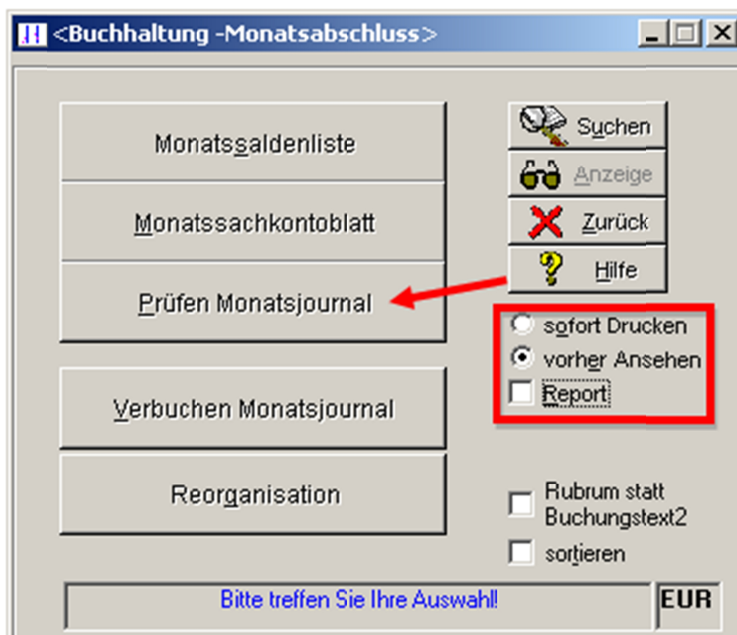 <Buchhaltung -Monatsabschluss>
Monatssaldenliste
Monatssachkontoblatt
Prüfen Monatsjournal
Verbuchen Monatsjournal
Reorganisation
Suchen
Anzeige
Zurück
Hilfe
sofort Drucken
vorher Ansehen
Report
Rubrum statt
Buchungstext2
sortieren
Bitte treffen Sie Ihre Auswahl!
EUR